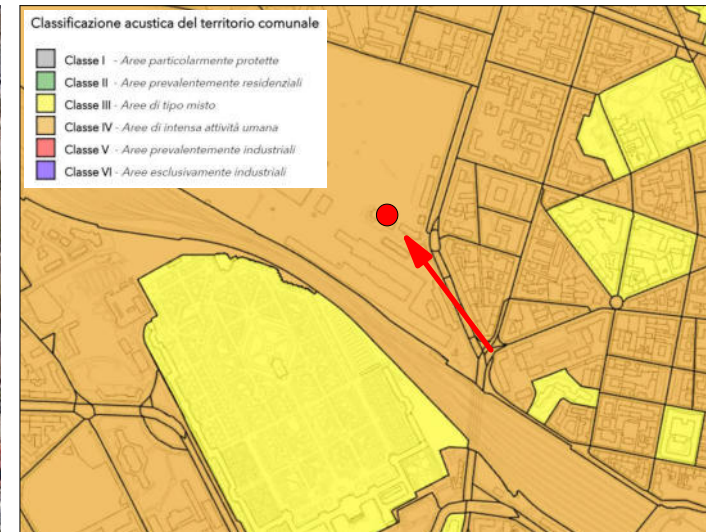 Classificazione acustica del territorio comunale
Classe I - Aree particolarmente protette
Classe II - Aree prevalentemente residenziali
Classe III - Aree di tipo misto
Classe IV - Aree di intensa attività umana
Classe V - Aree prevalentemente industriali
Classe VI - Aree esclusivamente industriali